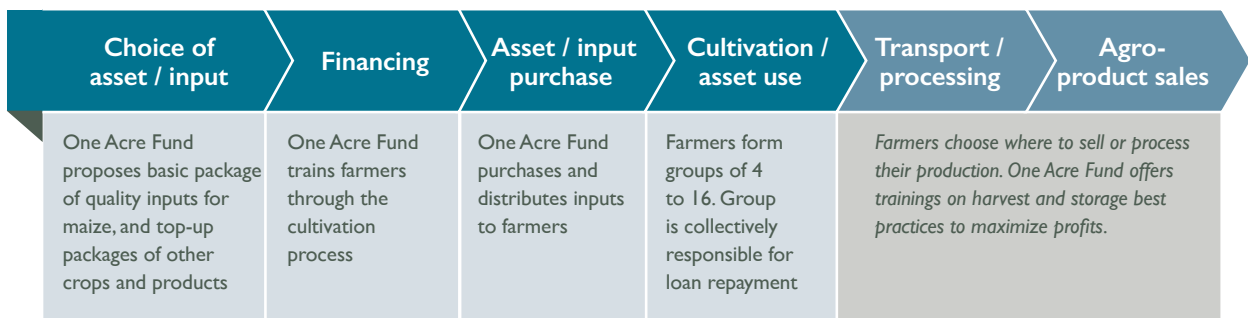 Choice of
asset / input
Financing
Asset / input
purchase
Cultivation /
asset use
Transport /
processing
Agro-
product sales
One Acre Fund
proposes basic package
of quality inputs for
maize, and top-up
packages of other
crops and products
One Acre Fund
trains farmers
through the
cultivation
process
One Acre Fund
purchases and
distributes inputs
to farmers
Farmers form
groups of 4
to 16. Group
is collectively
responsible for
loan repayment
Farmers choose where to sell or process
their production. One Acre Fund offers
trainings on harvest and storage best
practices to maximize profits.